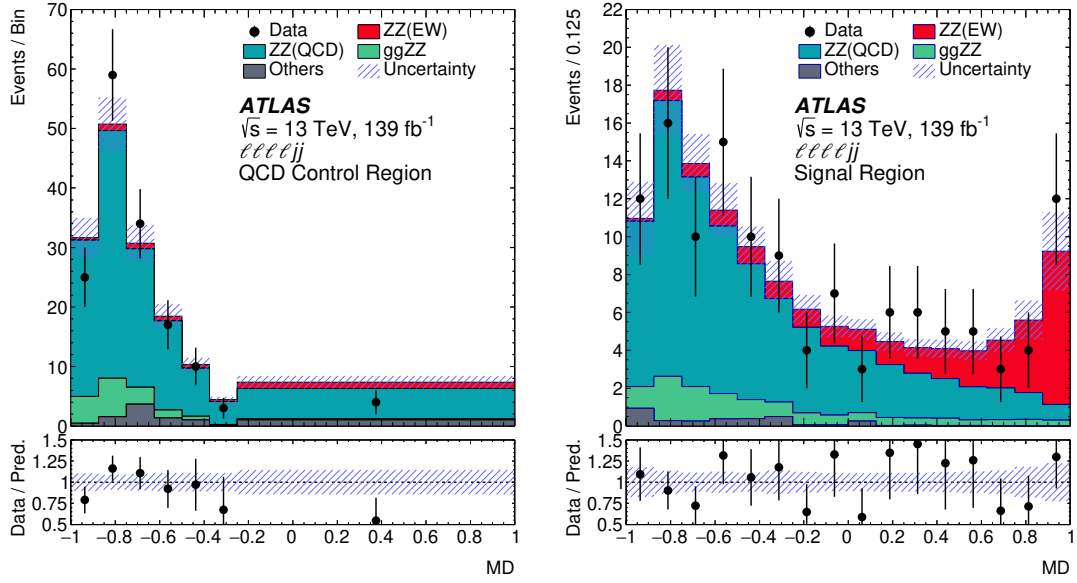 Events / Bin
70
60
50
40
30
20
10
0
Data
ZZ(EW)
ZZ(QCD)
ggZZ
Others
Uncertainty
ATLAS
√s = 13 TeV, 139 fb⁻¹
ℓℓℓℓjj
QCD Control Region
Data / Pred.
1.5
1.25
1
0.75
0.5
−1 −0.8 −0.6 −0.4 −0.2 0 0.2 0.4 0.6 0.8 1
MD
Events / 0.125
20
18
16
14
12
10
8
6
4
2
0
Data
ZZ(EW)
ZZ(QCD)
ggZZ
Others
Uncertainty
ATLAS
√s = 13 TeV, 139 fb⁻¹
ℓℓℓℓjj
Signal Region
Data / Pred.
1.5
1.25
1
0.75
0.5
−1 −0.8 −0.6 −0.4 −0.2 0 0.2 0.4 0.6 0.8 1
MD